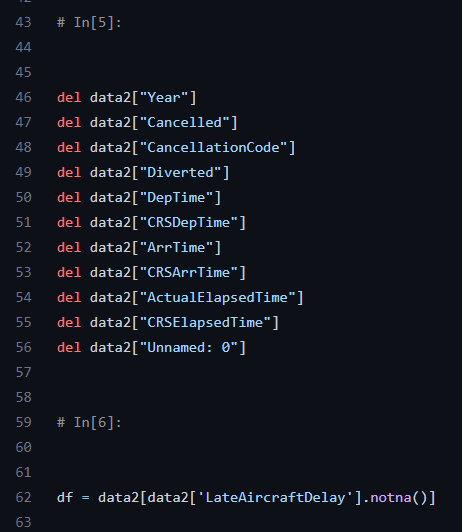 43 # In[5]:
44
45
46 del data2["Year"]
47 del data2["Cancelled"]
48 del data2["CancellationCode"]
49 del data2["Diverted"]
50 del data2["DepTime"]
51 del data2["CRSDepTime"]
52 del data2["ArrTime"]
53 del data2["CRSArrTime"]
54 del data2["ActualElapsedTime"]
55 del data2["CRSElapsedTime"]
56 del data2["Unnamed: 0"]
57
58
59 # In[6]:
60
61
62 df = data2[data2['LateAircraftDelay'].notna()]
63